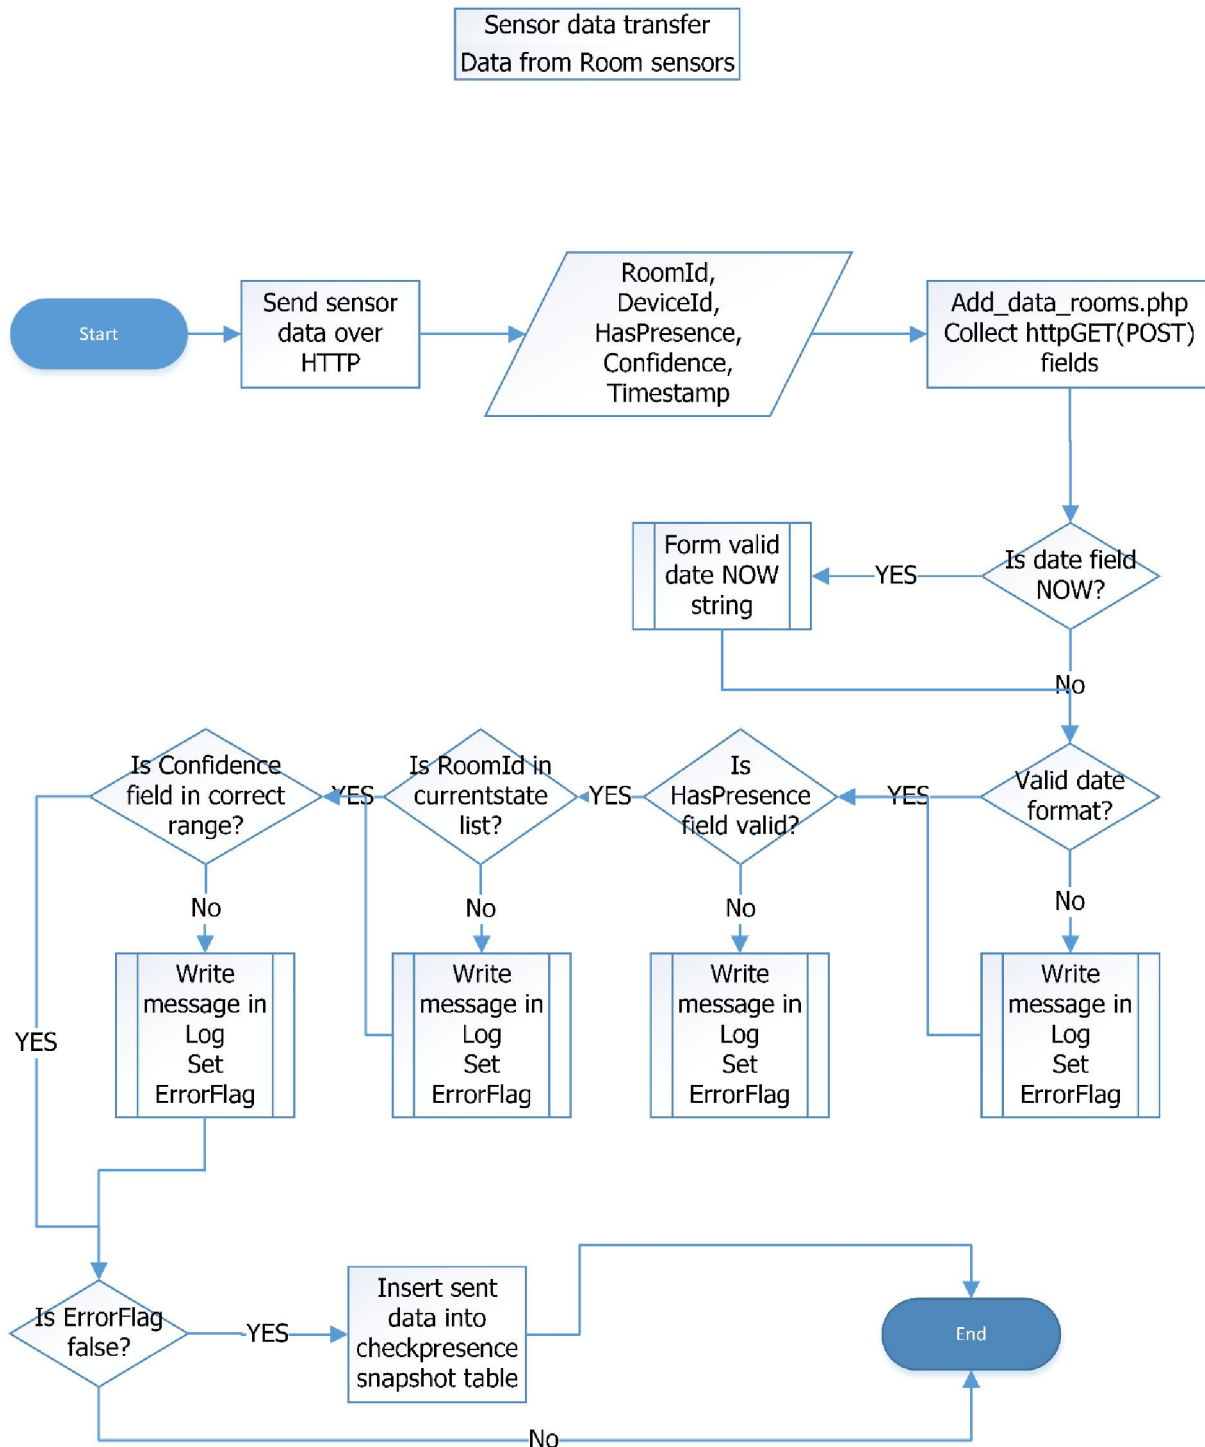 Sensor data transfer
Data from Room sensors
Start
Send sensor
data over
HTTP
RoomId,
DeviceId,
HasPresence,
Confidence,
Timestamp
Add_data_rooms.php
Collect httpGET(POST)
fields
Form valid
date NOW
string
YES
Is date field
NOW?
No
Is Confidence
field in correct
range?
YES
Is RoomId in
currentstate
list?
YES
Is
HasPresence
field valid?
YES
Valid date
format?
No
No
No
No
Write
message in
Log
Set
ErrorFlag
Write
message in
Log
Set
ErrorFlag
Write
message in
Log
Set
ErrorFlag
Write
message in
Log
Set
ErrorFlag
YES
Is ErrorFlag
false?
YES
Insert sent
data into
checkpresence
snapshot table
End
No